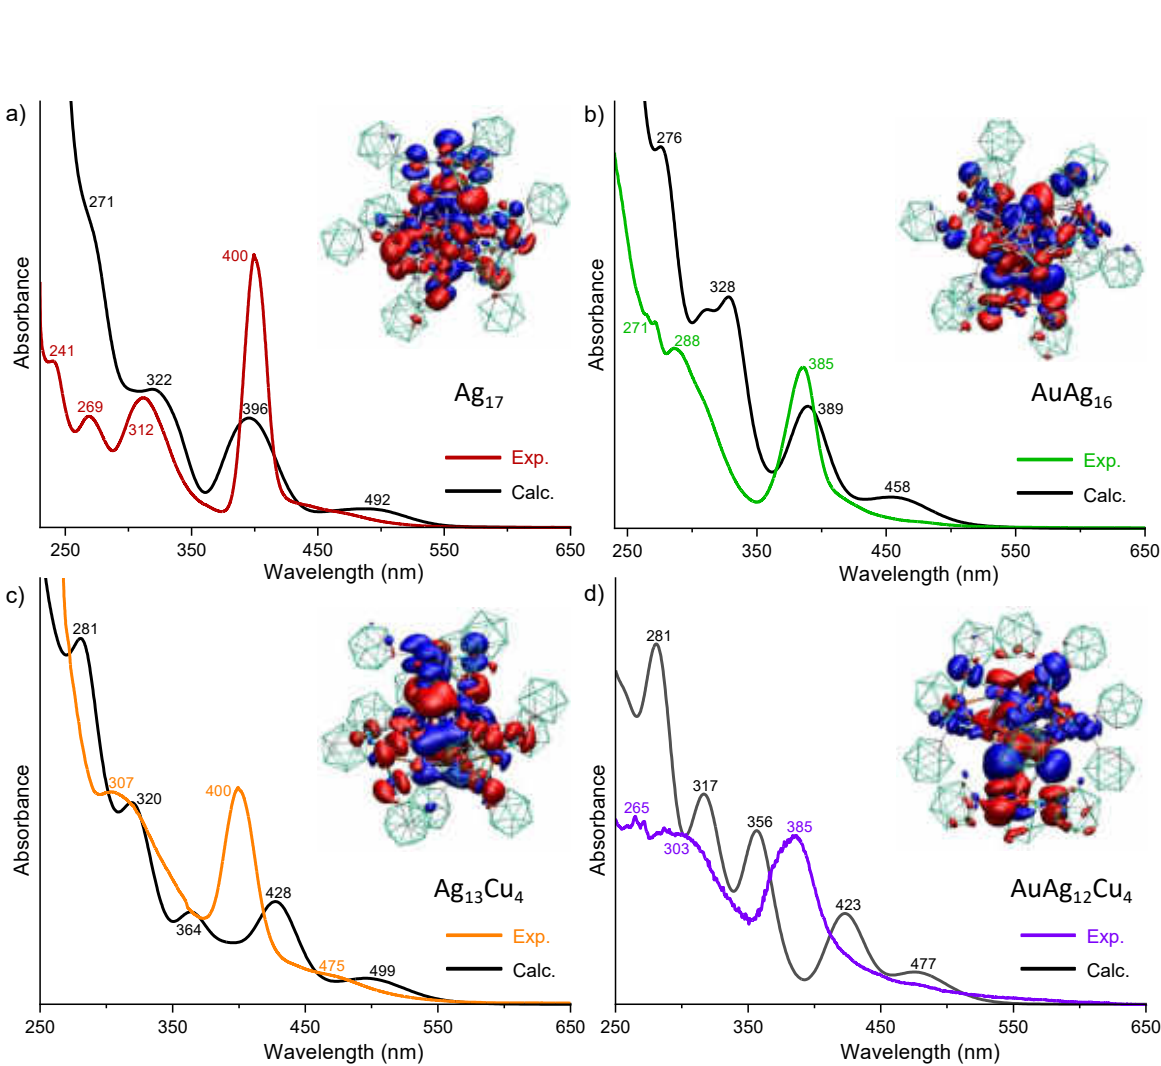 a)
271
400
241
322
269
312
396
492
Ag17
Exp.
Calc.
Absorbance
250
350
450
550
650
Wavelength (nm)
b)
276
328
271
288
385
389
458
AuAg16
Exp.
Calc.
Absorbance
250
350
450
550
650
Wavelength (nm)
c)
281
307
320
400
364
428
475
499
Ag13Cu4
Exp.
Calc.
Absorbance
250
350
450
550
650
Wavelength (nm)
d)
281
317
265
303
356
385
423
477
AuAg12Cu4
Exp.
Calc.
Absorbance
250
350
450
550
650
Wavelength (nm)